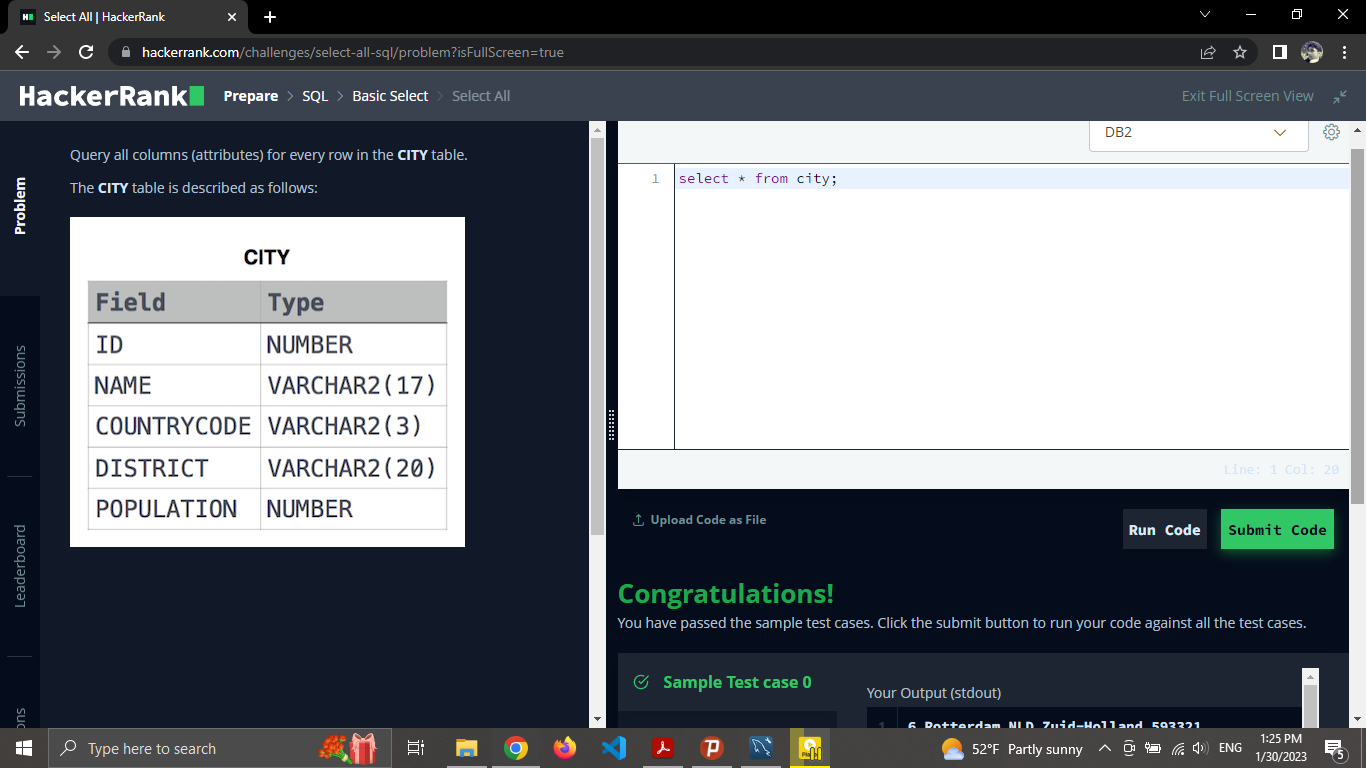 Select All | HackerRank
hackerrank.com/challenges/select-all-sql/problem?isFullScreen=true
HackerRank
Prepare > SQL > Basic Select > Select All
Exit Full Screen View
Problem
Submissions
Leaderboard
Query all columns (attributes) for every row in the CITY table.
The CITY table is described as follows:
CITY
Field Type
ID NUMBER
NAME VARCHAR2(17)
COUNTRYCODE VARCHAR2(3)
DISTRICT VARCHAR2(20)
POPULATION NUMBER
DB2
1 select * from city;
Line: 1 Col: 20
Upload Code as File
Run Code
Submit Code
Congratulations!
You have passed the sample test cases. Click the submit button to run your code against all the test cases.
Sample Test case 0
Your Output (stdout)
1 6 Rotterdam NLD Zuid-Holland 593321
Type here to search
52°F Partly sunny
ENG
1:25 PM
1/30/2023
5